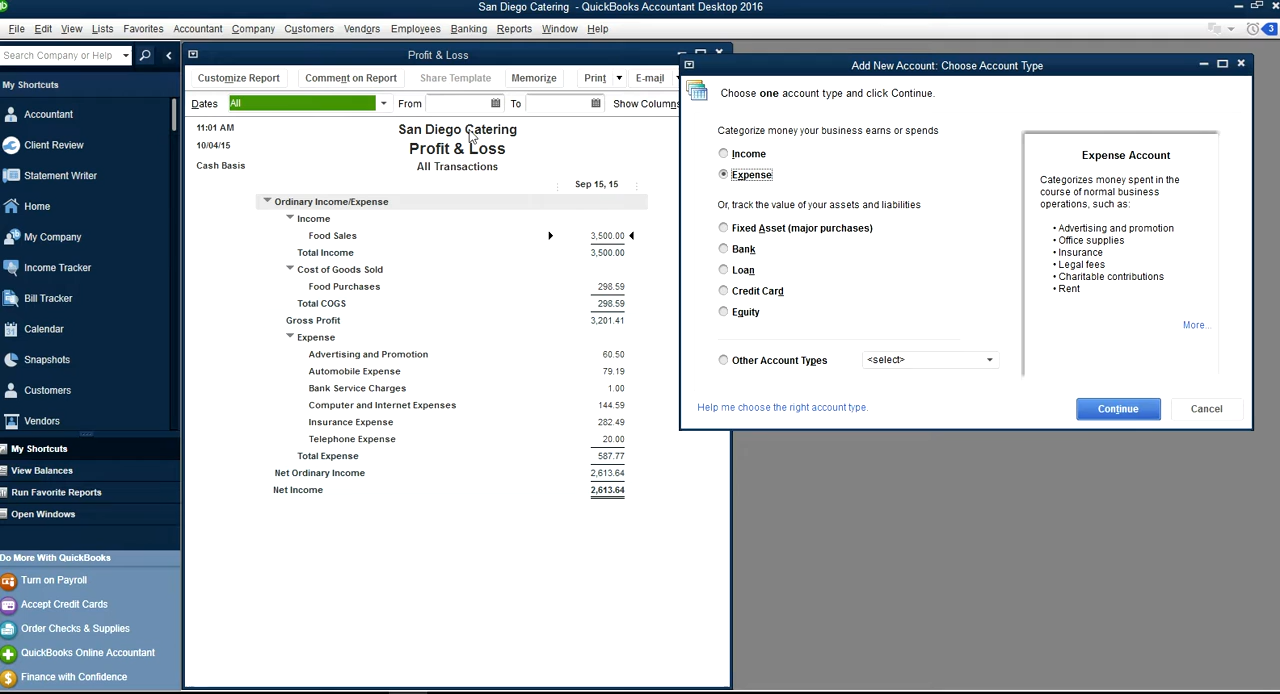 San Diego Catering - QuickBooks Accountant Desktop 2016
File Edit View Lists Favorites Accountant Company Customers Vendors Employees Banking Reports Window Help
3
Search Company or Help
My Shortcuts
Accountant
Client Review
Statement Writer
Home
My Company
Income Tracker
Bill Tracker
Calendar
Snapshots
Customers
Vendors
My Shortcuts
View Balances
Run Favorite Reports
Open Windows
Do More With QuickBooks
Turn on Payroll
Accept Credit Cards
Order Checks & Supplies
QuickBooks Online Accountant
Finance with Confidence
Profit & Loss
Customize Report Comment on Report Share Template Memorize Print E-mail
Dates All From To Show Columns
11:01 AM
10/04/15
Cash Basis
San Diego Catering
Profit & Loss
All Transactions
Sep 15, 15
Ordinary Income/Expense
Income
Food Sales 3,500.00
Total Income 3,500.00
Cost of Goods Sold
Food Purchases 298.59
Total COGS 298.59
Gross Profit 3,201.41
Expense
Advertising and Promotion 60.50
Automobile Expense 79.19
Bank Service Charges 1.00
Computer and Internet Expenses 144.59
Insurance Expense 282.49
Telephone Expense 20.00
Total Expense 587.77
Net Ordinary Income 2,613.64
Net Income 2,613.64
Add New Account: Choose Account Type
Choose one account type and click Continue.
Categorize money your business earns or spends
Income
Expense
Or, track the value of your assets and liabilities
Fixed Asset (major purchases)
Bank
Loan
Credit Card
Equity
Other Account Types <select>
Help me choose the right account type.
Expense Account
Categorizes money spent in the
course of normal business
operations, such as:
• Advertising and promotion
• Office supplies
• Insurance
• Legal fees
• Charitable contributions
• Rent
More...
Continue Cancel